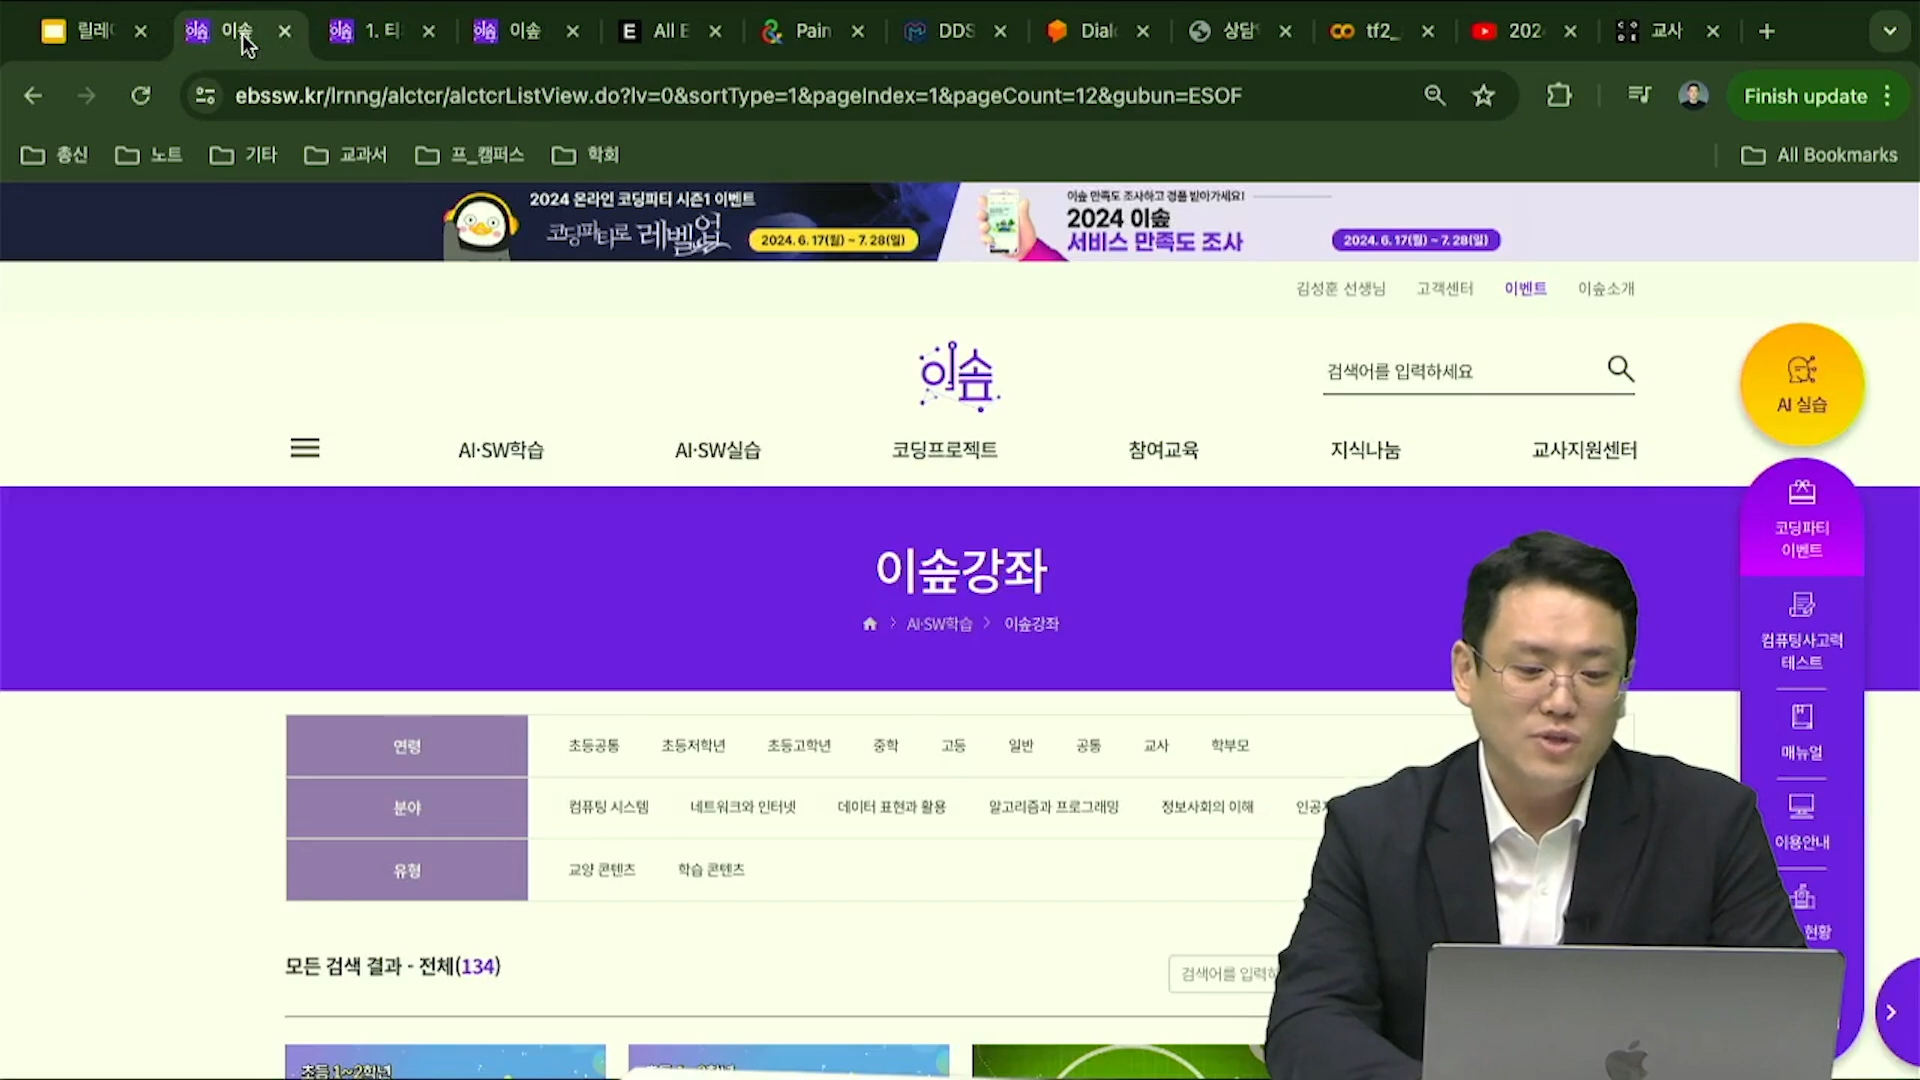 릴레
이솦
1. 티
이솦
All E
Pain
DDS
Dialo
상담
tf2_
202
교사
ebssw.kr/lrnng/alctcr/alctcrListView.do?lv=0&sortType=1&pageIndex=1&pageCount=12&gubun=ESOF
Finish update
총신
노트
기타
교과서
프_캠퍼스
학회
All Bookmarks
2024 온라인 코딩파티 시즌1 이벤트
코딩파티로 레벨업
2024. 6. 17(월) ~ 7. 28(일)
이솦 만족도 조사하고 경품 받아가세요!
2024 이솦
서비스 만족도 조사
2024. 6. 17(월) ~ 7. 28(일)
김성훈 선생님
고객센터
이벤트
이솦소개
이솦
검색어를 입력하세요
AI 실습
AI·SW학습
AI·SW실습
코딩프로젝트
참여교육
지식나눔
교사지원센터
이솦강좌
AI·SW학습
이솦강좌
코딩파티
이벤트
컴퓨팅사고력
테스트
매뉴얼
이용안내
현황
연령
초등공통
초등저학년
초등고학년
중학
고등
일반
공통
교사
학부모
분야
컴퓨팅 시스템
네트워크와 인터넷
데이터 표현과 활용
알고리즘과 프로그래밍
정보사회의 이해
인공
유형
교양 콘텐츠
학습 콘텐츠
모든 검색 결과 - 전체(134)
검색어를 입력하
초등 1~2학년